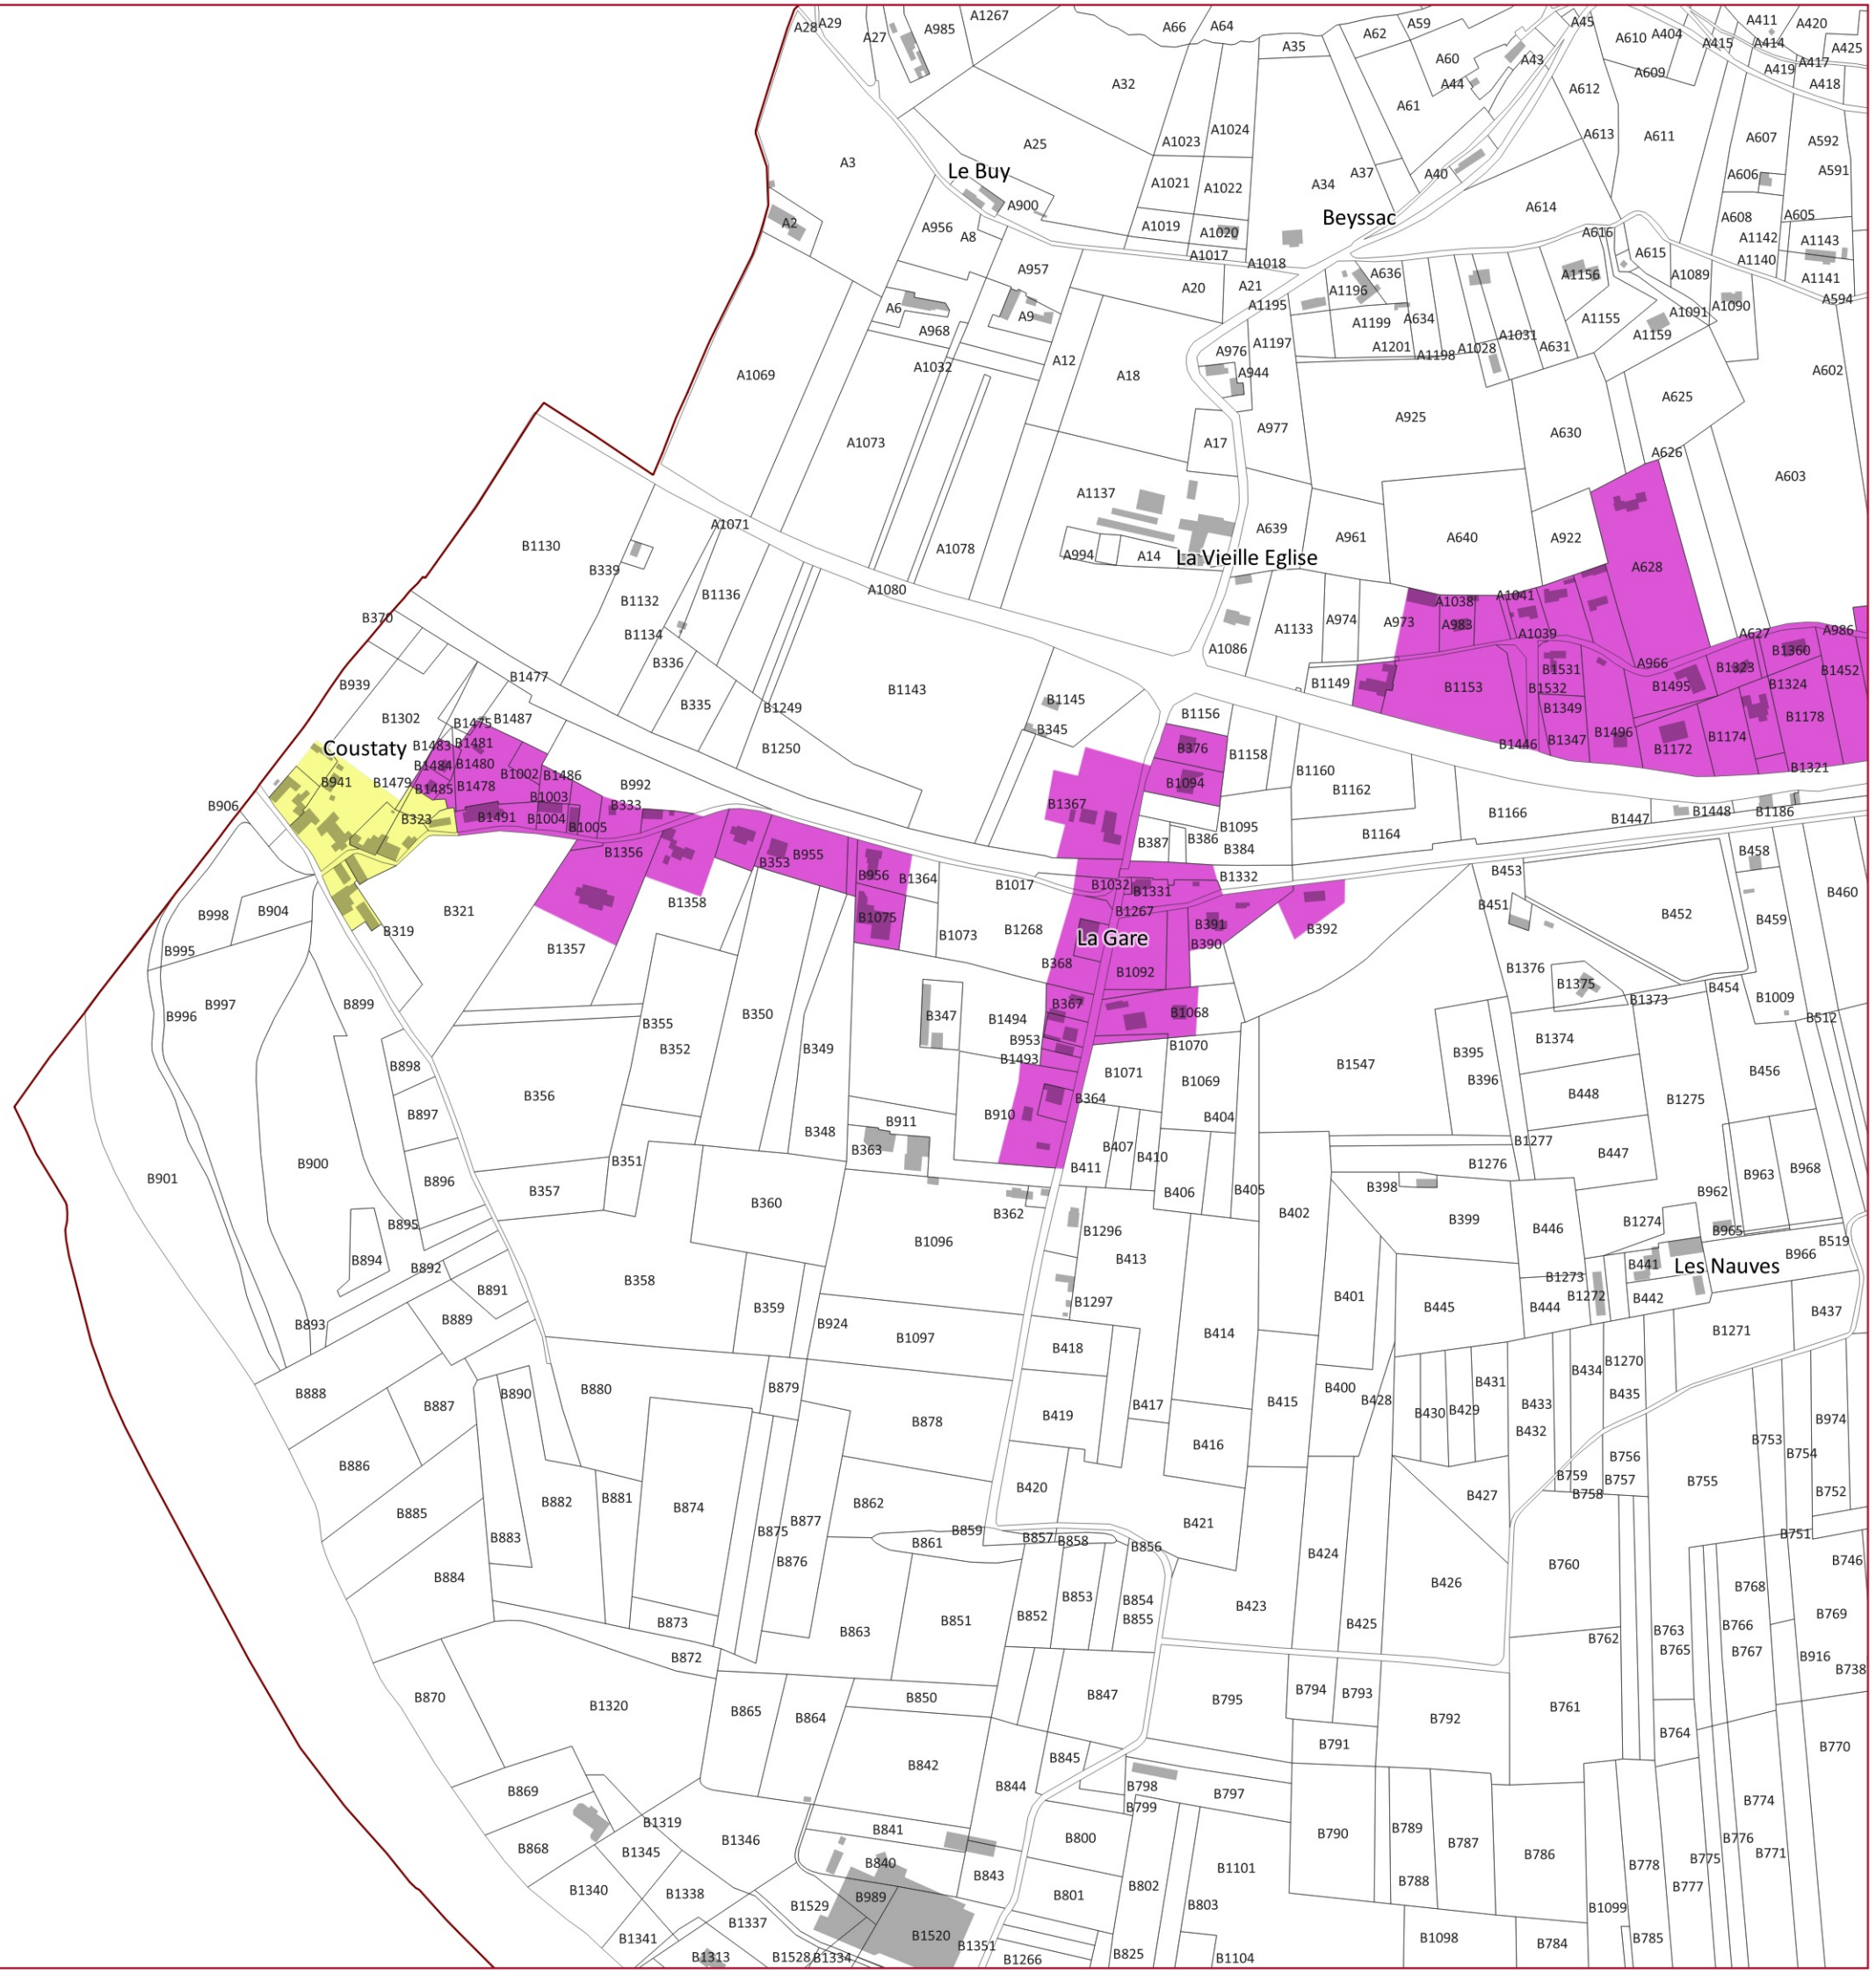 A28
A29
A27
A985
A1267
A66
A64
A35
A62
A59
A60
A44
A43
A45
A610
A404
A415
A411
A414
A420
A425
A417
A419
A418
A609
A612
A32
A61
A3
A25
A1023
A1024
A613
A611
A607
A592
A591
Le Buy
A1021
A1022
A34
A37
A40
A606
A2
A900
A956
A8
A1019
A1020
Beyssac
A614
A616
A608
A605
A1142
A1143
A957
A1017
A1018
A615
A1140
A1141
A636
A1156
A1089
A594
A6
A9
A20
A21
A1195
A1196
A1090
A1091
A968
A1199
A634
A1155
A1159
A1032
A12
A976
A1197
A1201
A1198
A1028
A1031
A631
A1069
A18
A944
A602
A625
A1073
A17
A977
A925
A630
A626
A603
A1137
A1071
A639
A961
A640
A922
B1130
A1078
A994
A14
La Vieille Eglise
A628
B339
B1132
B1136
A1080
B370
B1134
A1086
A1133
A974
A973
A1038
A983
A1041
A1039
A627
A986
B336
B1477
B939
B335
B1249
B1143
B1145
B1149
B1153
B1531
B1532
A966
B1495
B1323
B1360
B1452
B1324
B1302
B1475
B1487
B345
B1156
B1349
B1178
Coustaty
B1483
B1481
B1250
B376
B1158
B1446
B1347
B1496
B1172
B1174
B1484
B1480
B941
B1479
B1485
B1478
B1002
B1486
B992
B1094
B1160
B1162
B1321
B906
B1003
B333
B1367
B323
B1491
B1004
B1005
B1095
B1166
B1447
B1448
B1186
B387
B386
B384
B1164
B1356
B353
B955
B956
B1364
B1017
B1032
B1331
B1332
B453
B458
B460
B998
B904
B321
B1358
B1075
B1267
B451
B452
B459
B319
B1073
B1268
La Gare
B391
B390
B392
B995
B1357
B368
B1092
B1376
B1375
B454
B997
B899
B996
B350
B347
B1494
B367
B1068
B1373
B1009
B355
B352
B349
B953
B1493
B1070
B1374
B512
B898
B1071
B1069
B1547
B395
B396
B456
B356
B897
B364
B404
B448
B1275
B910
B911
B348
B363
B407
B410
B1277
B447
B901
B900
B351
B411
B1276
B963
B968
B896
B357
B360
B406
B405
B398
B962
B895
B362
B402
B399
B446
B1274
B965
B1296
B894
B892
B1096
B413
B519
B966
B441
Les Nauves
B358
B891
B1273
B1272
B442
B359
B1297
B401
B445
B444
B437
B893
B889
B924
B1097
B414
B1271
B418
B434
B1270
B888
B890
B880
B879
B431
B400
B428
B435
B887
B417
B415
B433
B430
B429
B878
B419
B974
B432
B416
B753
B754
B886
B756
B759
B757
B755
B420
B427
B758
B752
B882
B881
B874
B862
B885
B877
B875
B421
B883
B859
B857
B858
B856
B751
B861
B424
B876
B760
B746
B884
B426
B768
B853
B854
B855
B423
B852
B851
B769
B873
B863
B425
B763
B766
B762
B765
B767
B872
B916
B738
B870
B1320
B850
B847
B795
B794
B793
B865
B864
B792
B761
B764
B791
B770
B845
B842
B844
B869
B798
B797
B799
B774
B1319
B841
B1346
B800
B790
B789
B787
B776
B868
B1345
B786
B771
B840
B843
B1101
B778
B775
B788
B1340
B1338
B989
B801
B802
B777
B1529
B803
B1099
B1337
B1341
B1520
B1351
B1098
B784
B785
B1313
B1528
B1334
B1266
B825
B1104